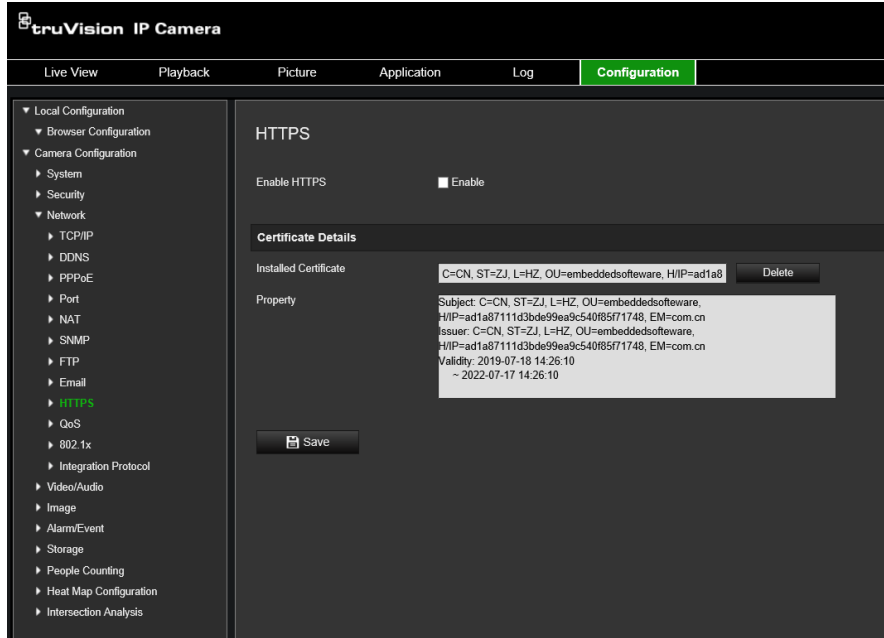 truVision IP Camera
Live View Playback Picture Application Log Configuration
Local Configuration
Browser Configuration
Camera Configuration
System
Security
Network
TCP/IP
DDNS
PPPoE
Port
NAT
SNMP
FTP
Email
HTTPS
QoS
802.1x
Integration Protocol
Video/Audio
Image
Alarm/Event
Storage
People Counting
Heat Map Configuration
Intersection Analysis
HTTPS
Enable HTTPS Enable
Certificate Details
Installed Certificate C=CN, ST=ZJ, L=HZ, OU=embeddedsofteware, H/IP=ad1a8 Delete
Property
Subject: C=CN, ST=ZJ, L=HZ, OU=embeddedsofteware,
H/IP=ad1a87111d3bde99ea9c540f85f71748, EM=com.cn
Issuer: C=CN, ST=ZJ, L=HZ, OU=embeddedsofteware,
H/IP=ad1a87111d3bde99ea9c540f85f71748, EM=com.cn
Validity: 2019-07-18 14:26:10
~ 2022-07-17 14:26:10
Save